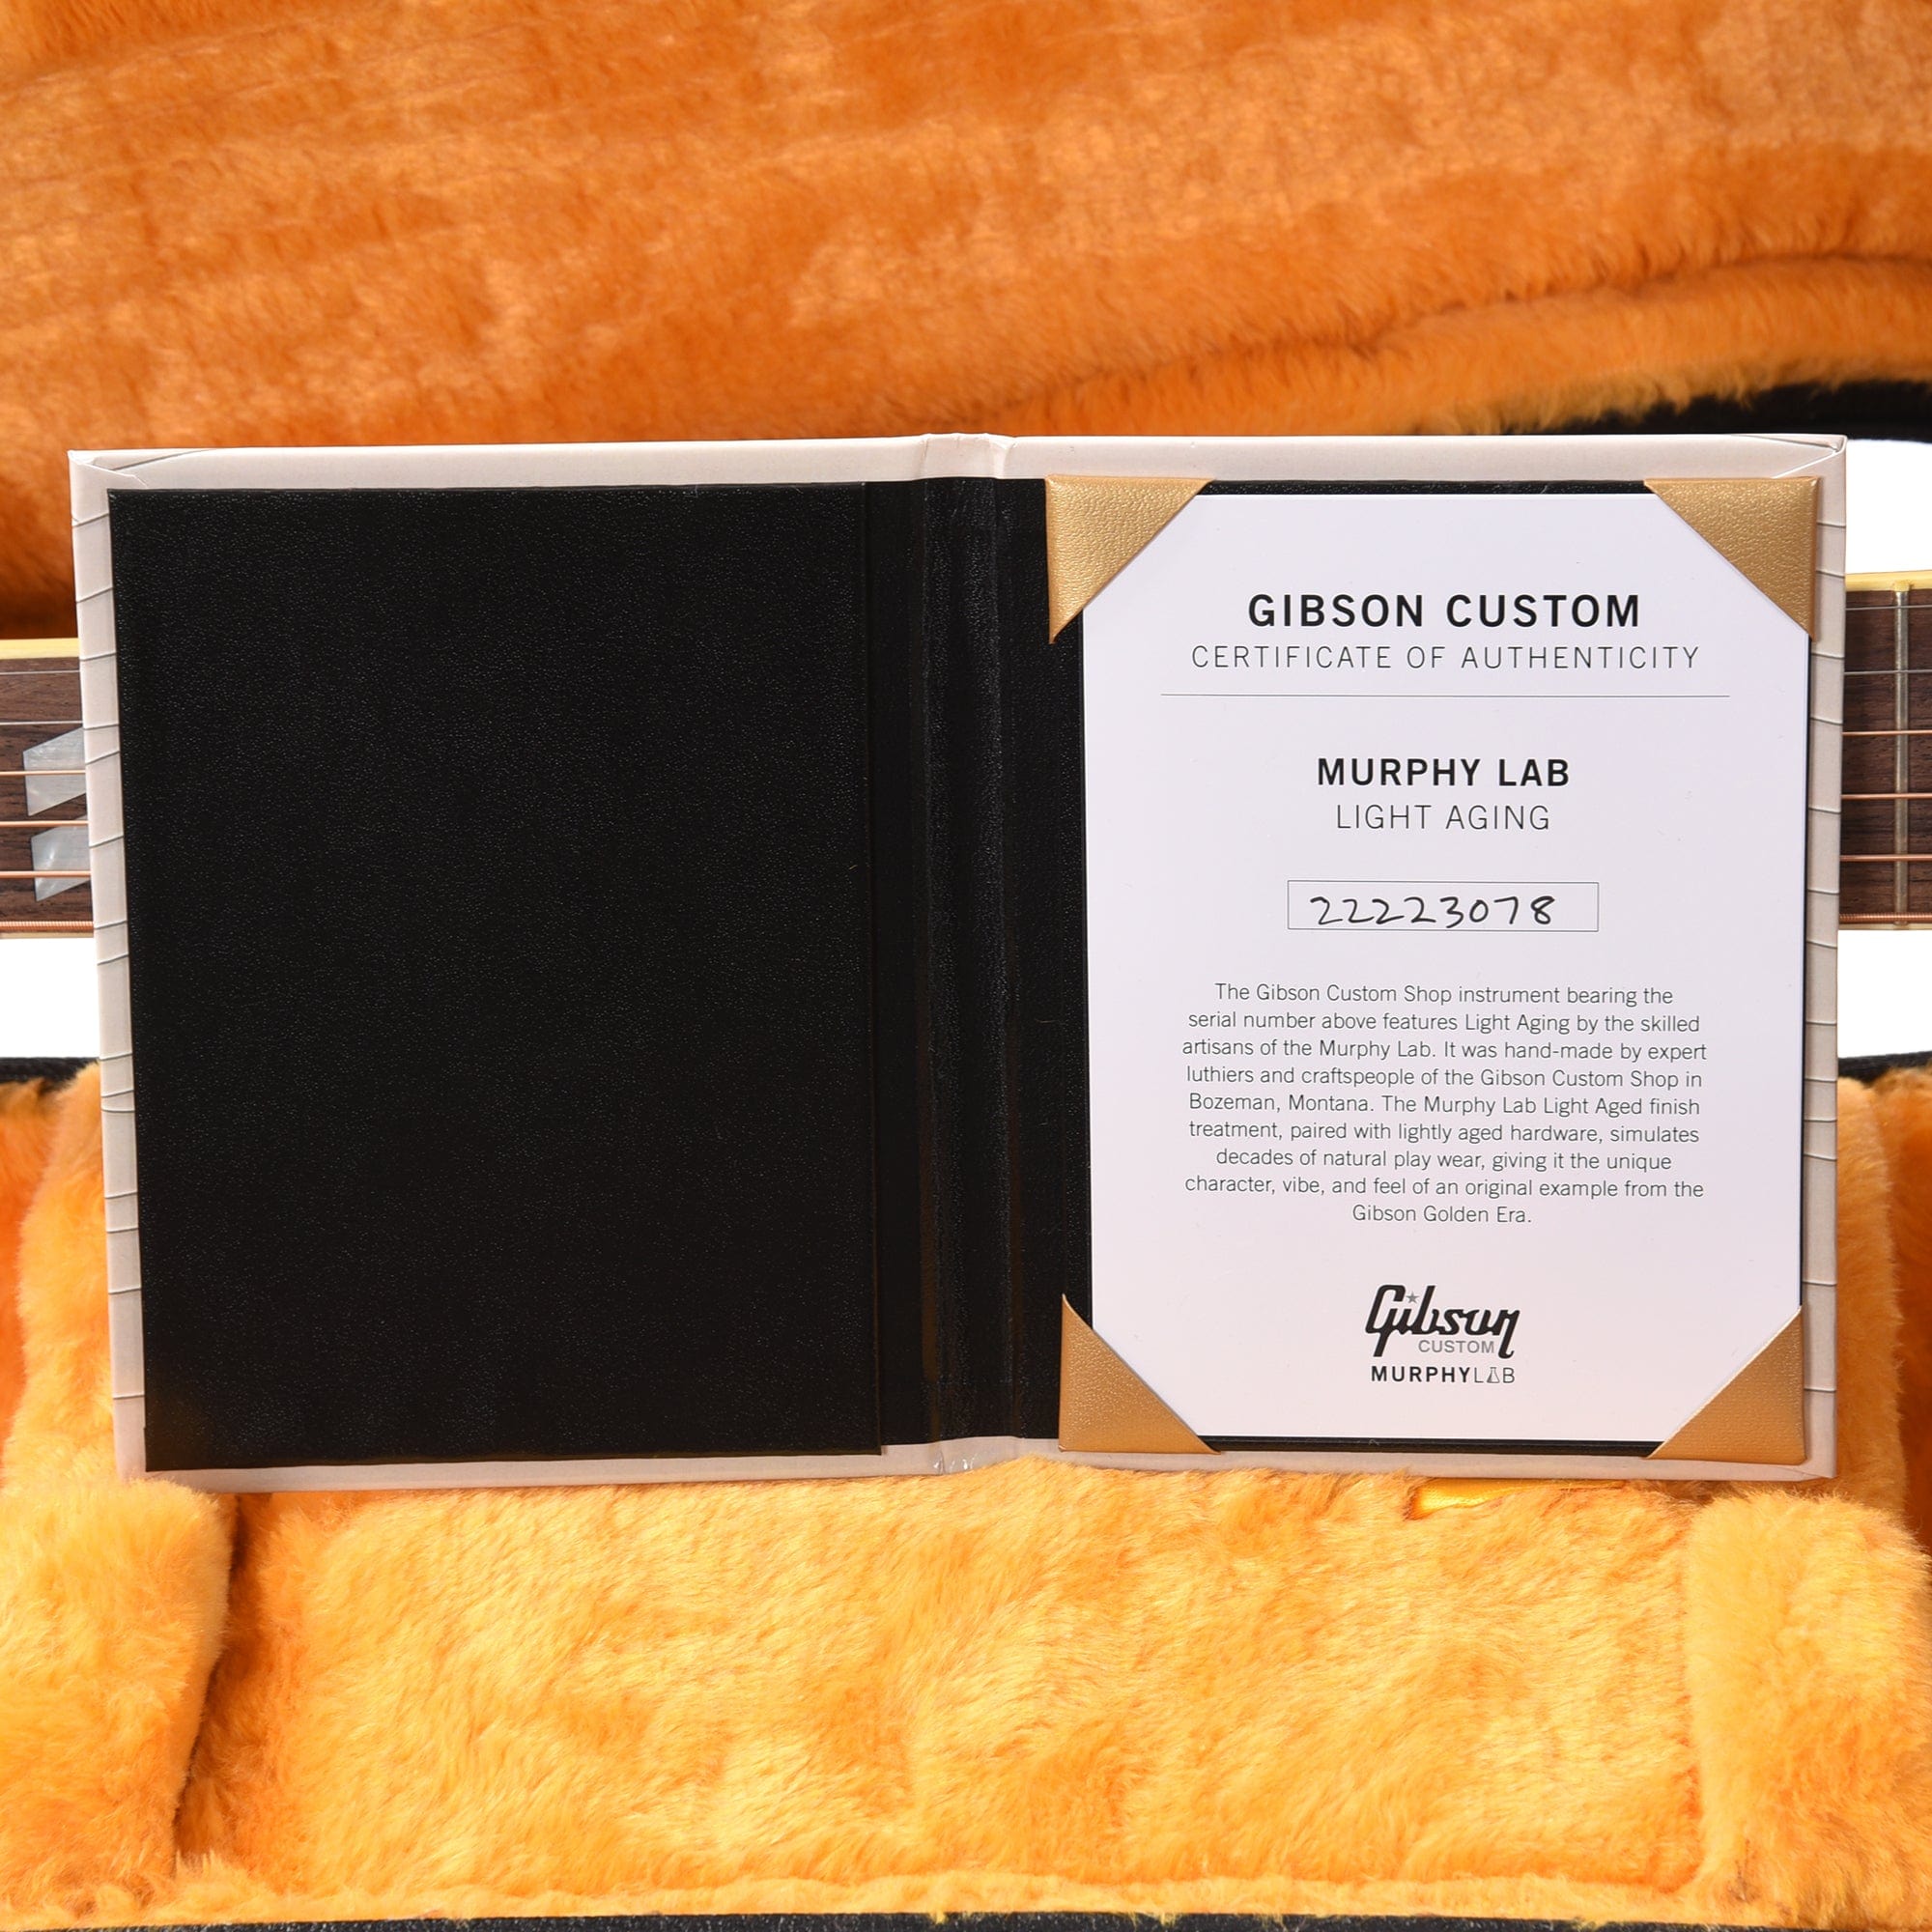 GIBSON CUSTOM
CERTIFICATE OF AUTHENTICITY
MURPHY LAB
LIGHT AGING
22223078
The Gibson Custom Shop instrument bearing the
serial number above features Light Aging by the skilled
artisans of the Murphy Lab. It was hand-made by expert
luthiers and craftspeople of the Gibson Custom Shop in
Bozeman, Montana. The Murphy Lab Light Aged finish
treatment, paired with lightly aged hardware, simulates
decades of natural play wear, giving it the unique
character, vibe, and feel of an original example from the
Gibson Golden Era.
Gibson
CUSTOM
MURPHYLAB